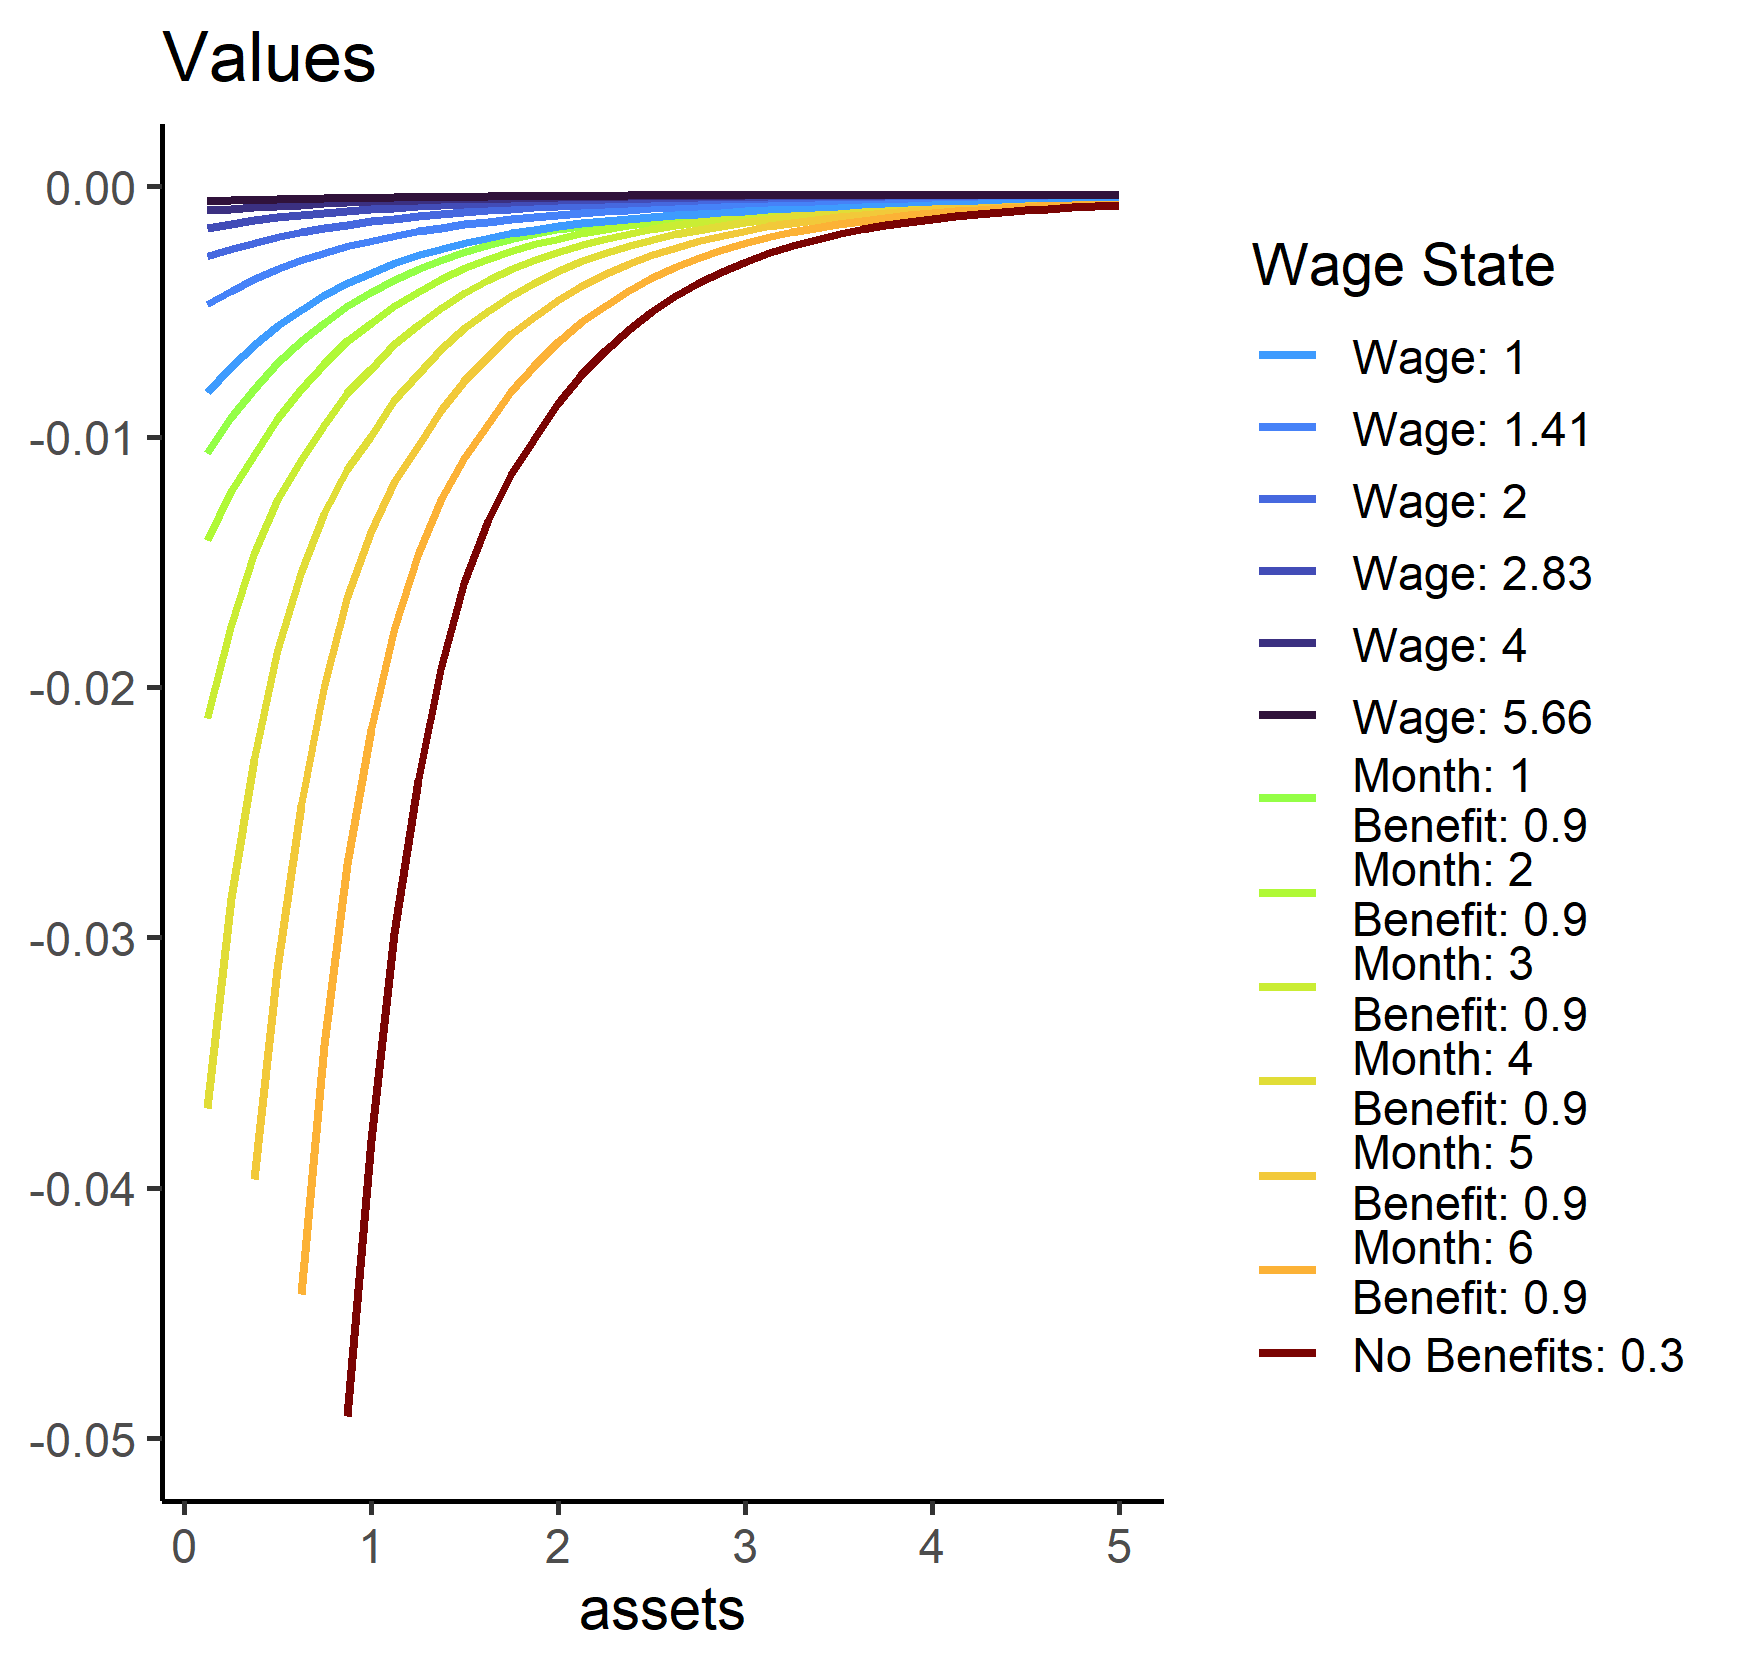 Values
0.00
-0.01
-0.02
-0.03
-0.04
-0.05
0
1
2
3
4
5
assets
Wage State
Wage: 1
Wage: 1.41
Wage: 2
Wage: 2.83
Wage: 4
Wage: 5.66
Month: 1
Benefit: 0.9
Month: 2
Benefit: 0.9
Month: 3
Benefit: 0.9
Month: 4
Benefit: 0.9
Month: 5
Benefit: 0.9
Month: 6
Benefit: 0.9
No Benefits: 0.3